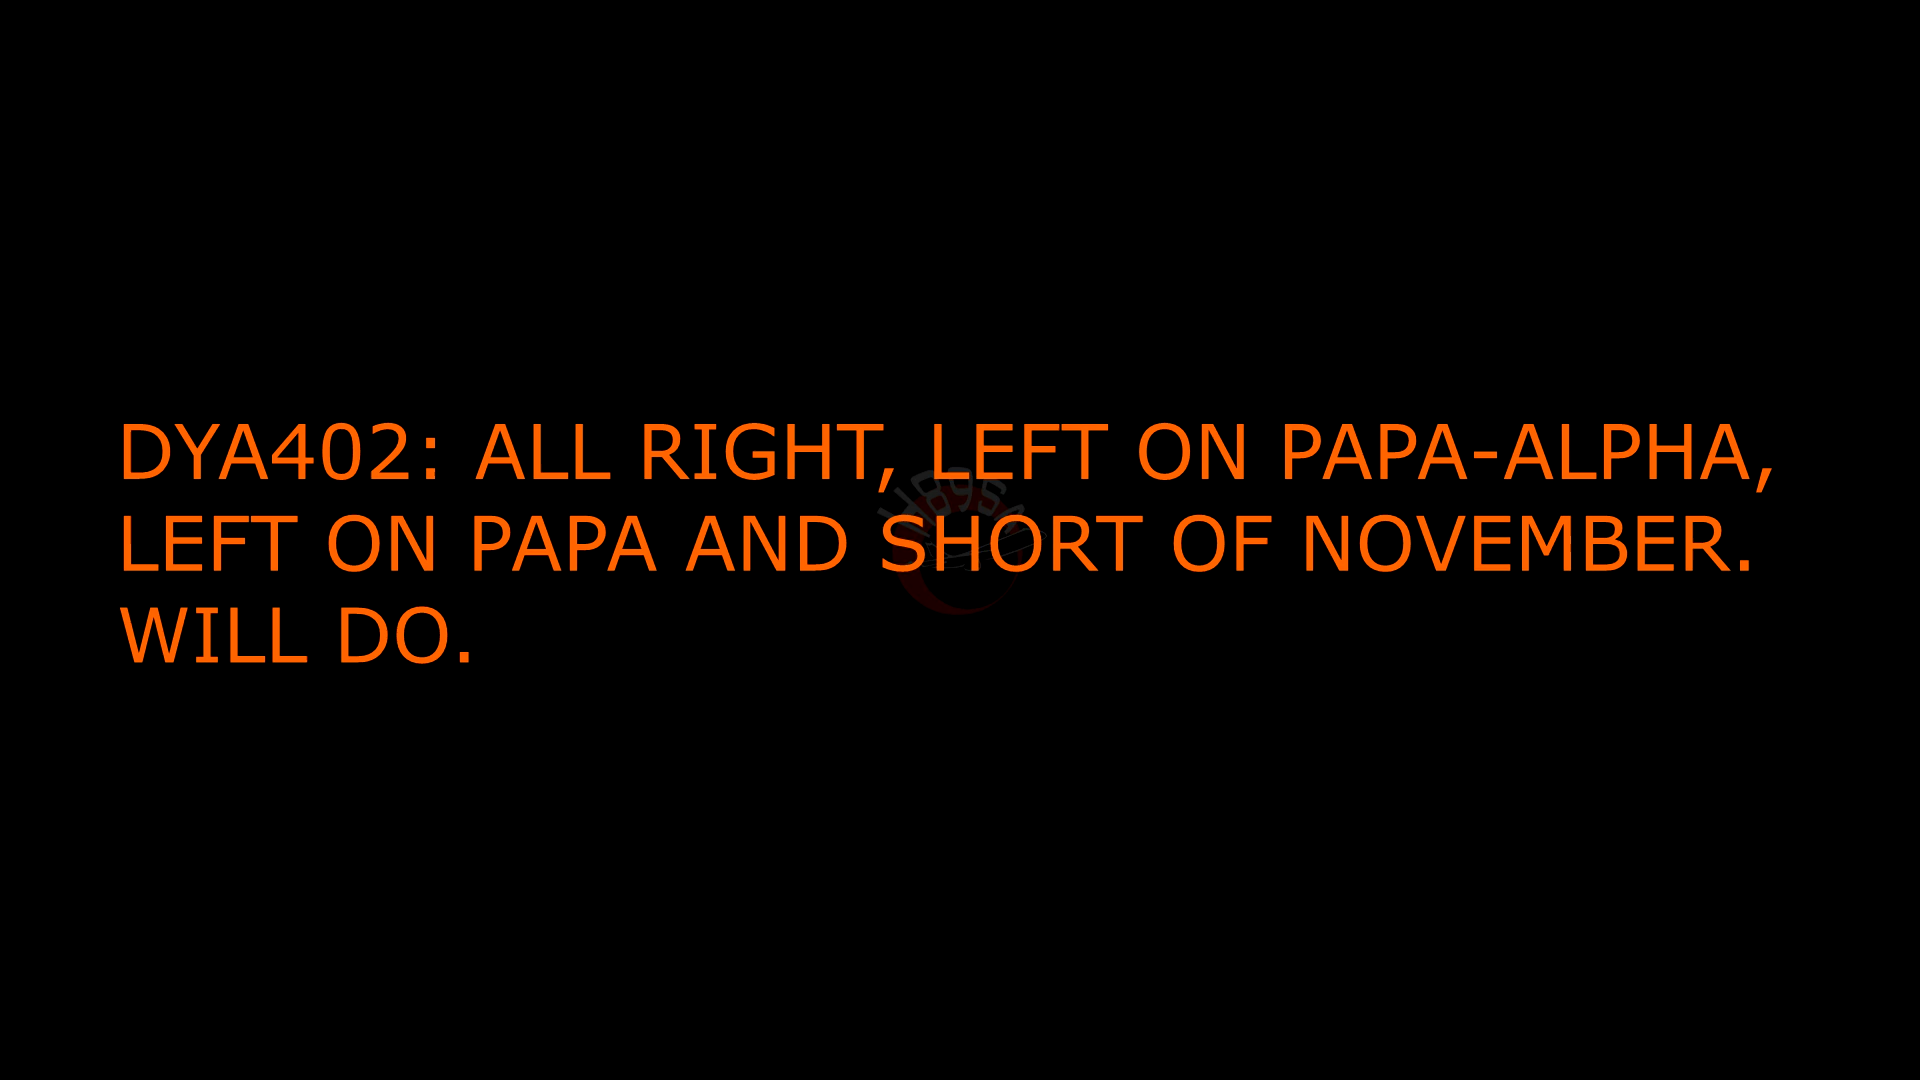 DYA402: ALL RIGHT, LEFT ON PAPA-ALPHA,
LEFT ON PAPA AND SHORT OF NOVEMBER.
WILL DO.